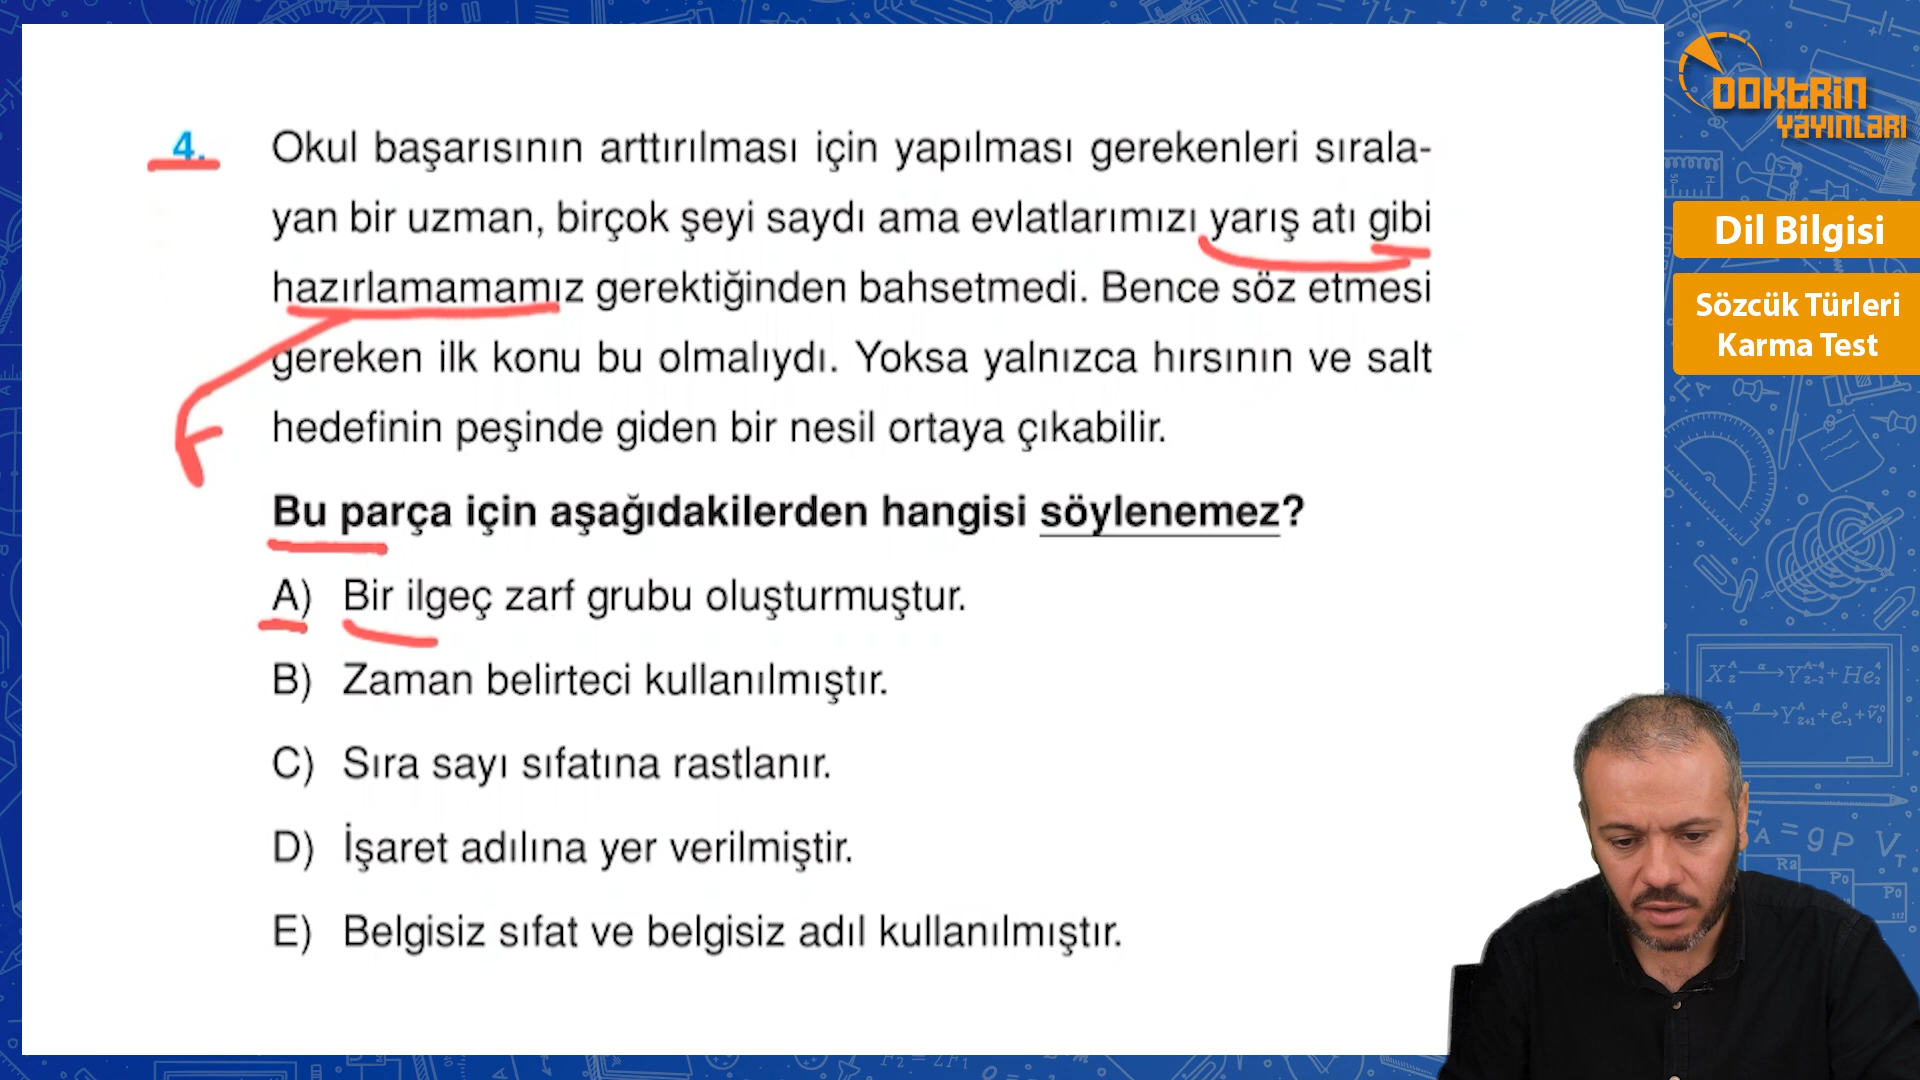 4. Okul başarısının arttırılması için yapılması gerekenleri sırala-
yan bir uzman, birçok şeyi saydı ama evlatlarımızı yarış atı gibi
hazırlamamamız gerektiğinden bahsetmedi. Bence söz etmesi
gereken ilk konu bu olmalıydı. Yoksa yalnızca hırsının ve salt
hedefinin peşinde giden bir nesil ortaya çıkabilir.
Bu parça için aşağıdakilerden hangisi söylenemez?
A) Bir ilgeç zarf grubu oluşturmuştur.
B) Zaman belirteci kullanılmıştır.
C) Sıra sayı sıfatına rastlanır.
D) İşaret adılına yer verilmiştir.
E) Belgisiz sıfat ve belgisiz adıl kullanılmıştır.
DOKTRİN
YAYINLARI
Dil Bilgisi
Sözcük Türleri
Karma Test